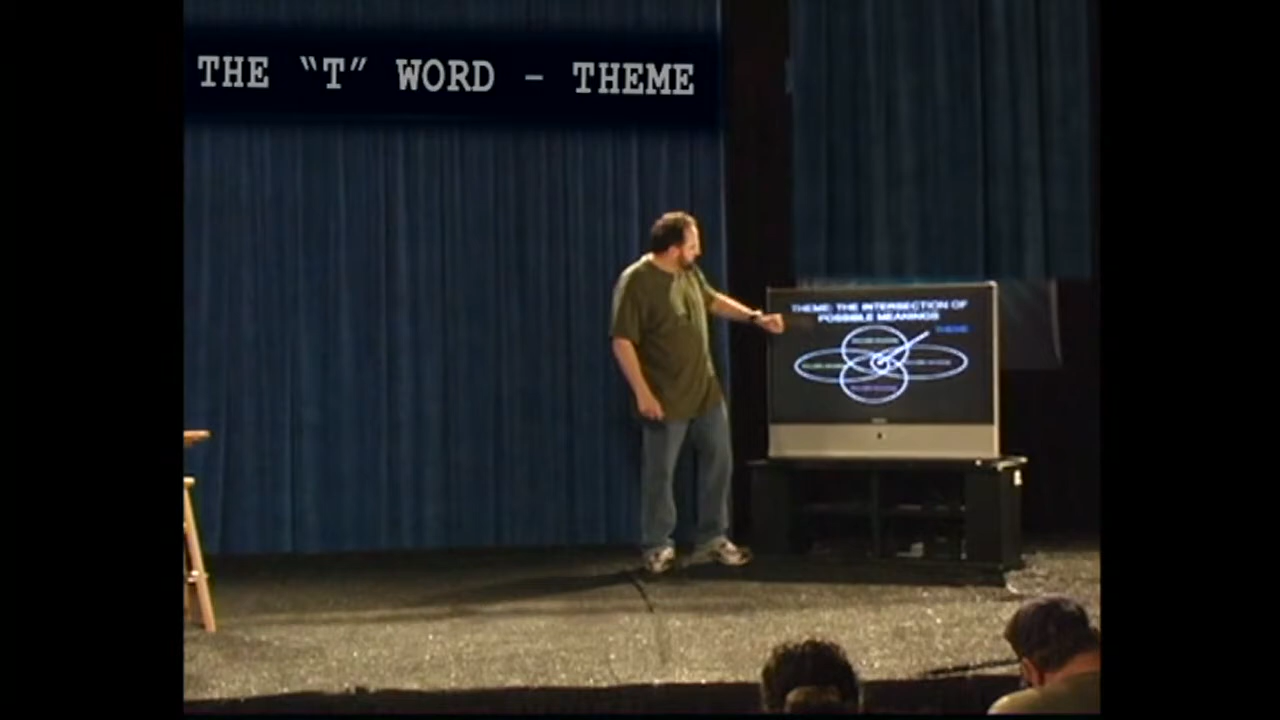 THE “T” WORD - THEME
THEME: THE INTERSECTION OF
POSSIBLE MEANINGS
THEME